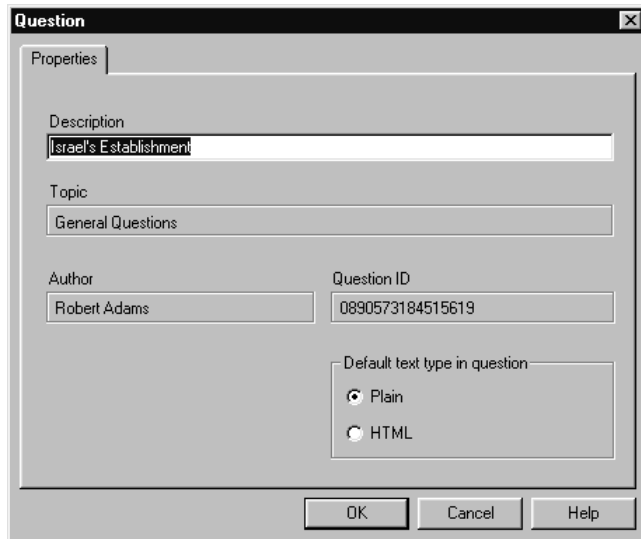 Question
Properties
Description
Israel's Establishment
Topic
General Questions
Author Question ID
Robert Adams 0890573184515619
Default text type in question
Plain
HTML
OK Cancel Help